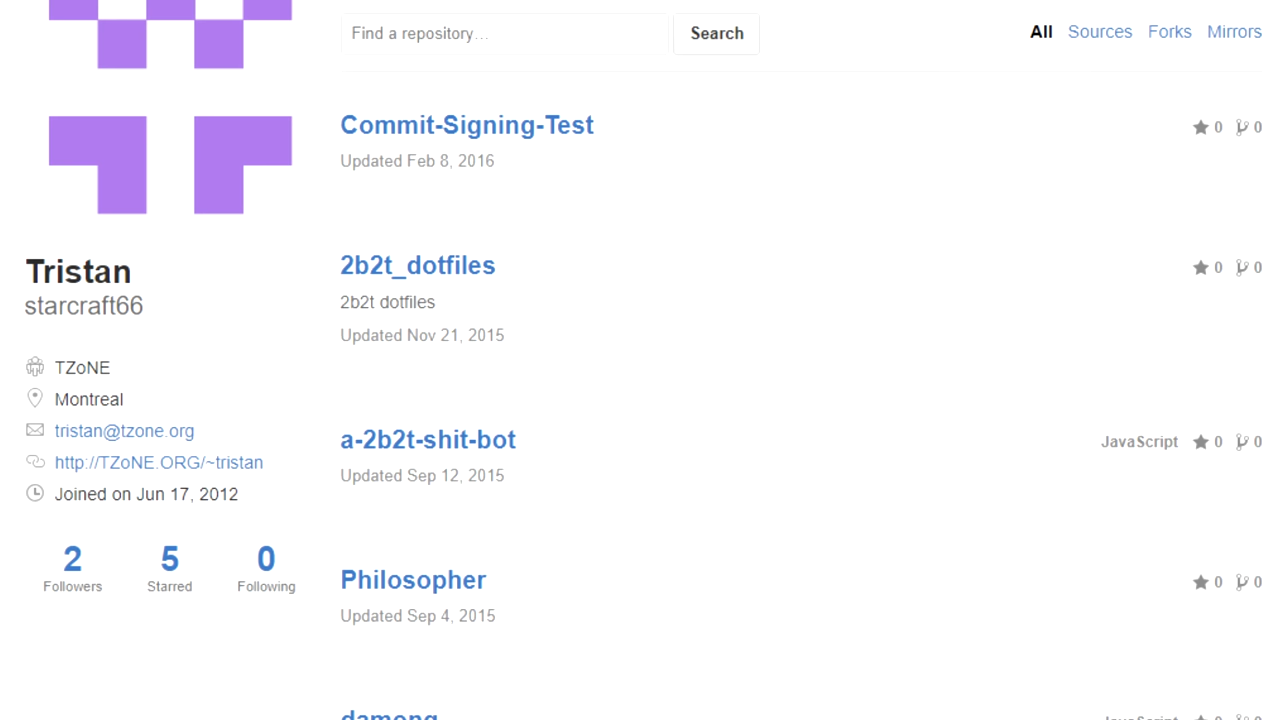 Find a repository…
Search
All Sources Forks Mirrors
Commit-Signing-Test
0 0
Updated Feb 8, 2016
2b2t_dotfiles
0 0
2b2t dotfiles
Updated Nov 21, 2015
a-2b2t-shit-bot
JavaScript 0 0
Updated Sep 12, 2015
Philosopher
0 0
Updated Sep 4, 2015
Tristan
starcraft66
TZoNE
Montreal
tristan@tzone.org
http://TZoNE.ORG/~tristan
Joined on Jun 17, 2012
2 5 0
Followers Starred Following
JavaScript 0 0